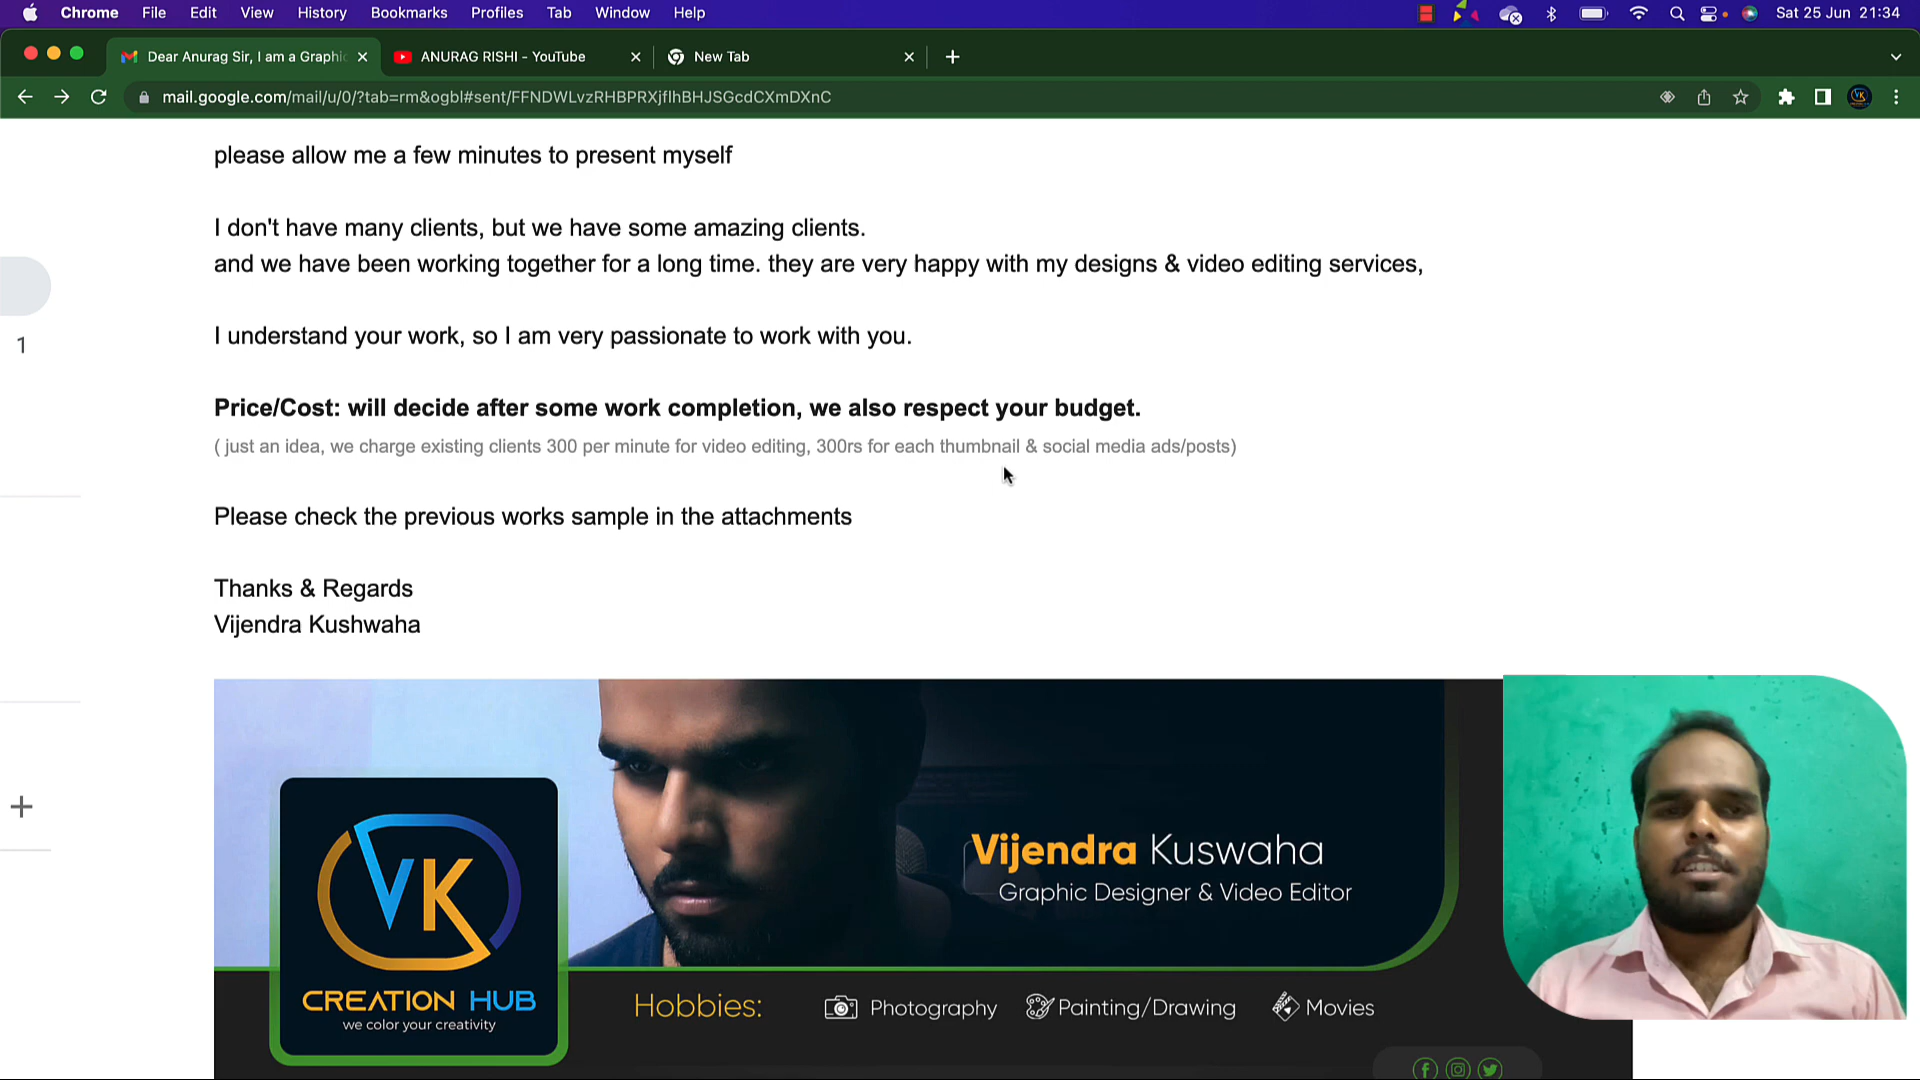 Chrome File Edit View History Bookmarks Profiles Tab Window Help Sat 25 Jun 21:34
Dear Anurag Sir, I am a Graphic ANURAG RISHI - YouTube New Tab
mail.google.com/mail/u/0/?tab=rm&ogbl#sent/FFNDWLvzRHBPRXjflhBHJSGcdCXmDXnC
please allow me a few minutes to present myself
I don't have many clients, but we have some amazing clients.
and we have been working together for a long time. they are very happy with my designs & video editing services,
1
I understand your work, so I am very passionate to work with you.
Price/Cost: will decide after some work completion, we also respect your budget.
( just an idea, we charge existing clients 300 per minute for video editing, 300rs for each thumbnail & social media ads/posts)
Please check the previous works sample in the attachments
Thanks & Regards
Vijendra Kushwaha
Vijendra Kuswaha
Graphic Designer & Video Editor
VK
CREATION HUB
we color your creativity
Hobbies: Photography Painting/Drawing Movies